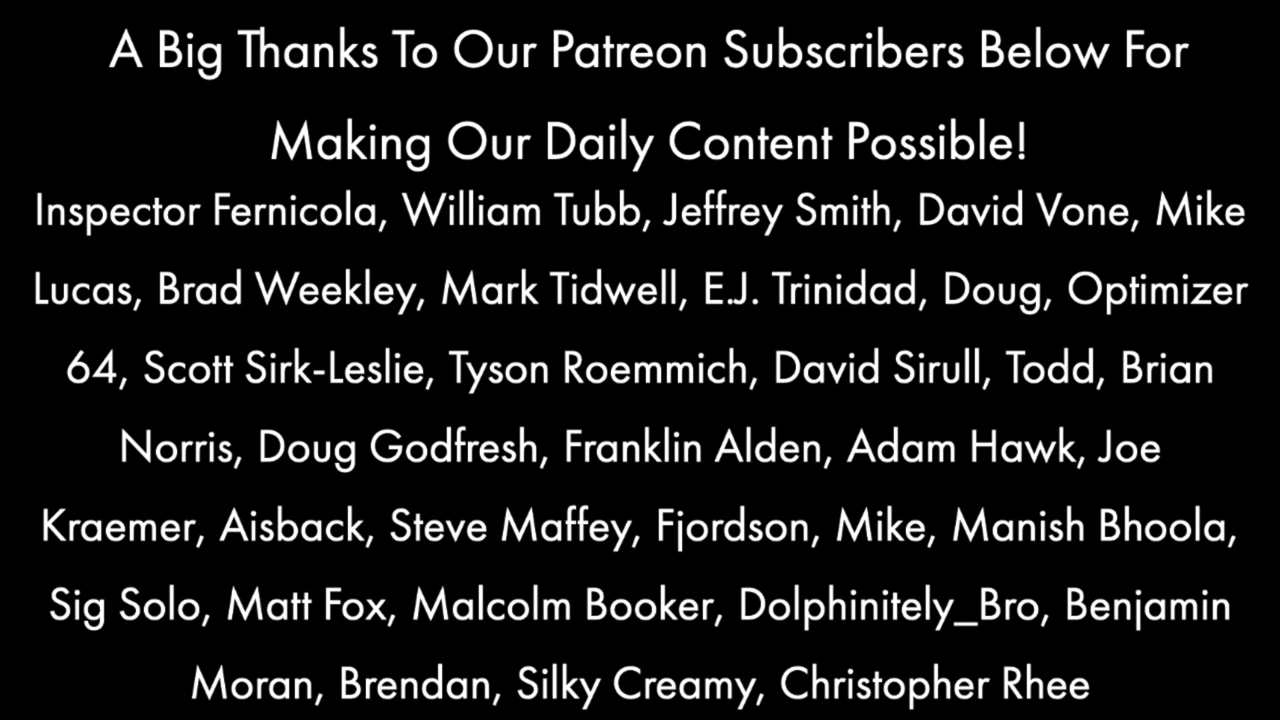 A Big Thanks To Our Patreon Subscribers Below For
Making Our Daily Content Possible!
Inspector Fernicola, William Tubb, Jeffrey Smith, David Vone, Mike
Lucas, Brad Weekley, Mark Tidwell, E.J. Trinidad, Doug, Optimizer
64, Scott Sirk-Leslie, Tyson Roemmich, David Sirull, Todd, Brian
Norris, Doug Godfresh, Franklin Alden, Adam Hawk, Joe
Kraemer, Aisback, Steve Maffey, Fjordson, Mike, Manish Bhoola,
Sig Solo, Matt Fox, Malcolm Booker, Dolphinitely_Bro, Benjamin
Moran, Brendan, Silky Creamy, Christopher Rhee